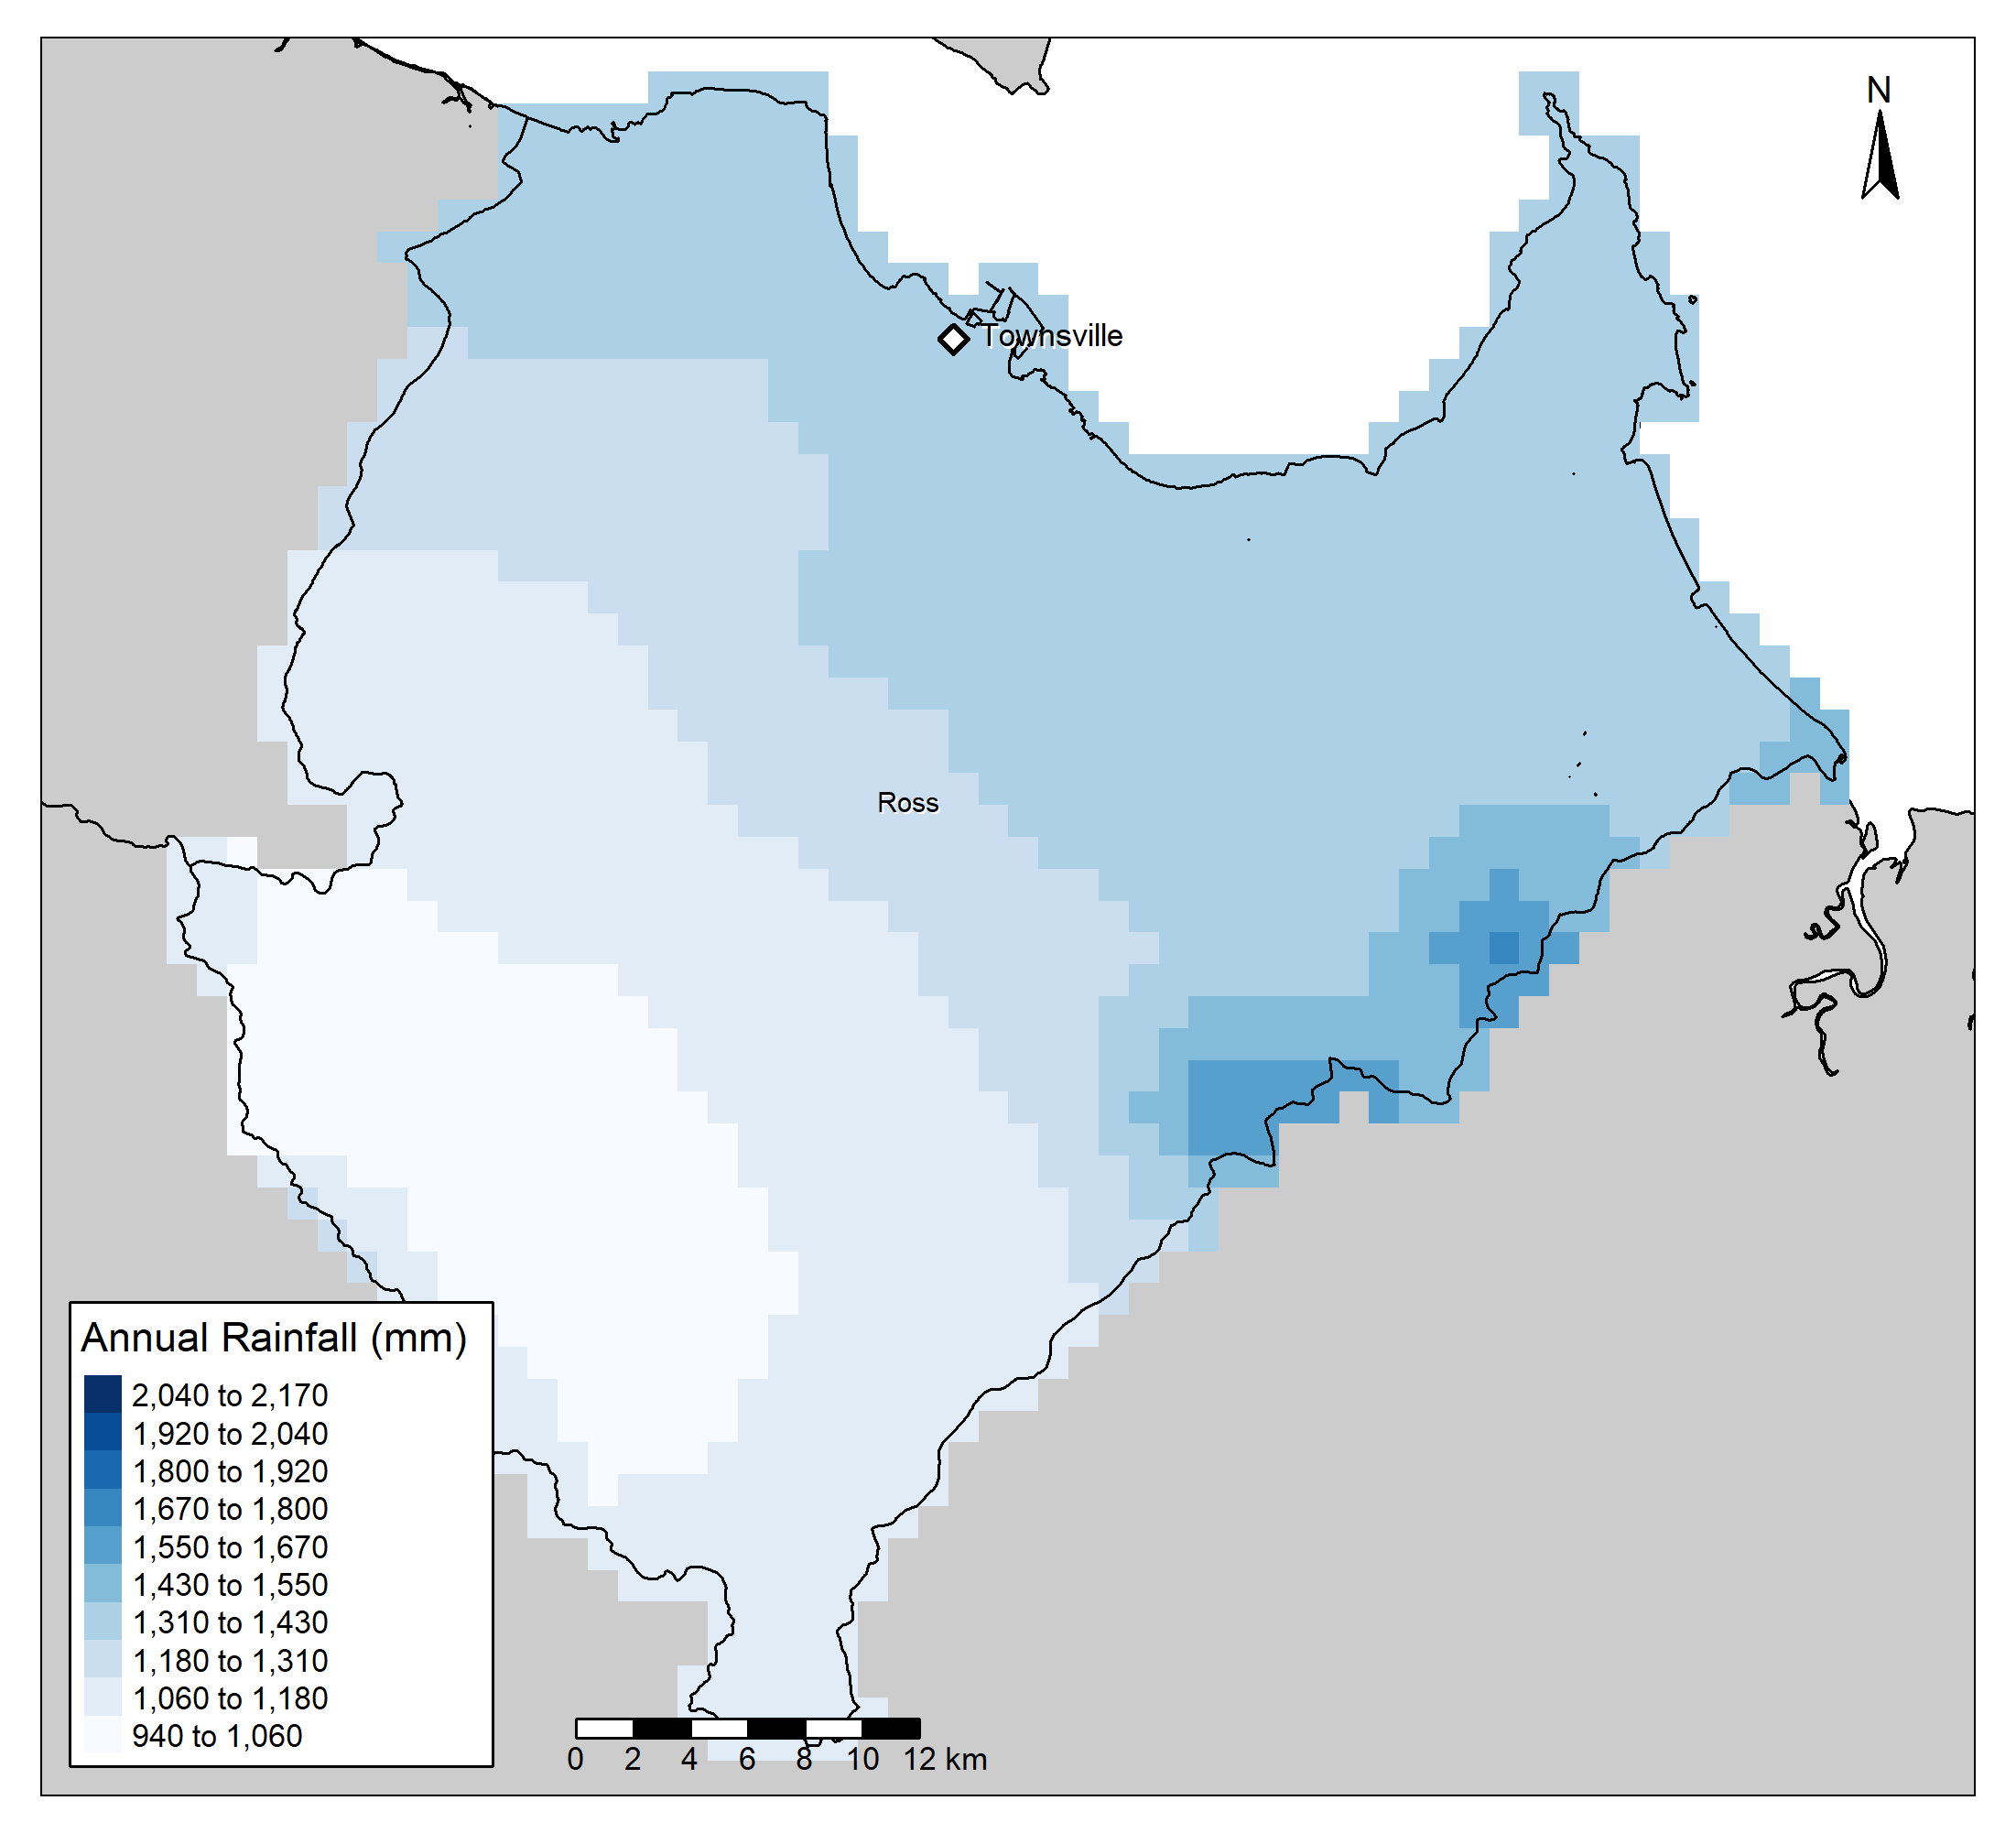 N
Townsville
Ross
Annual Rainfall (mm)
2,040 to 2,170
1,920 to 2,040
1,800 to 1,920
1,670 to 1,800
1,550 to 1,670
1,430 to 1,550
1,310 to 1,430
1,180 to 1,310
1,060 to 1,180
940 to 1,060
0 2 4 6 8 10 12 km